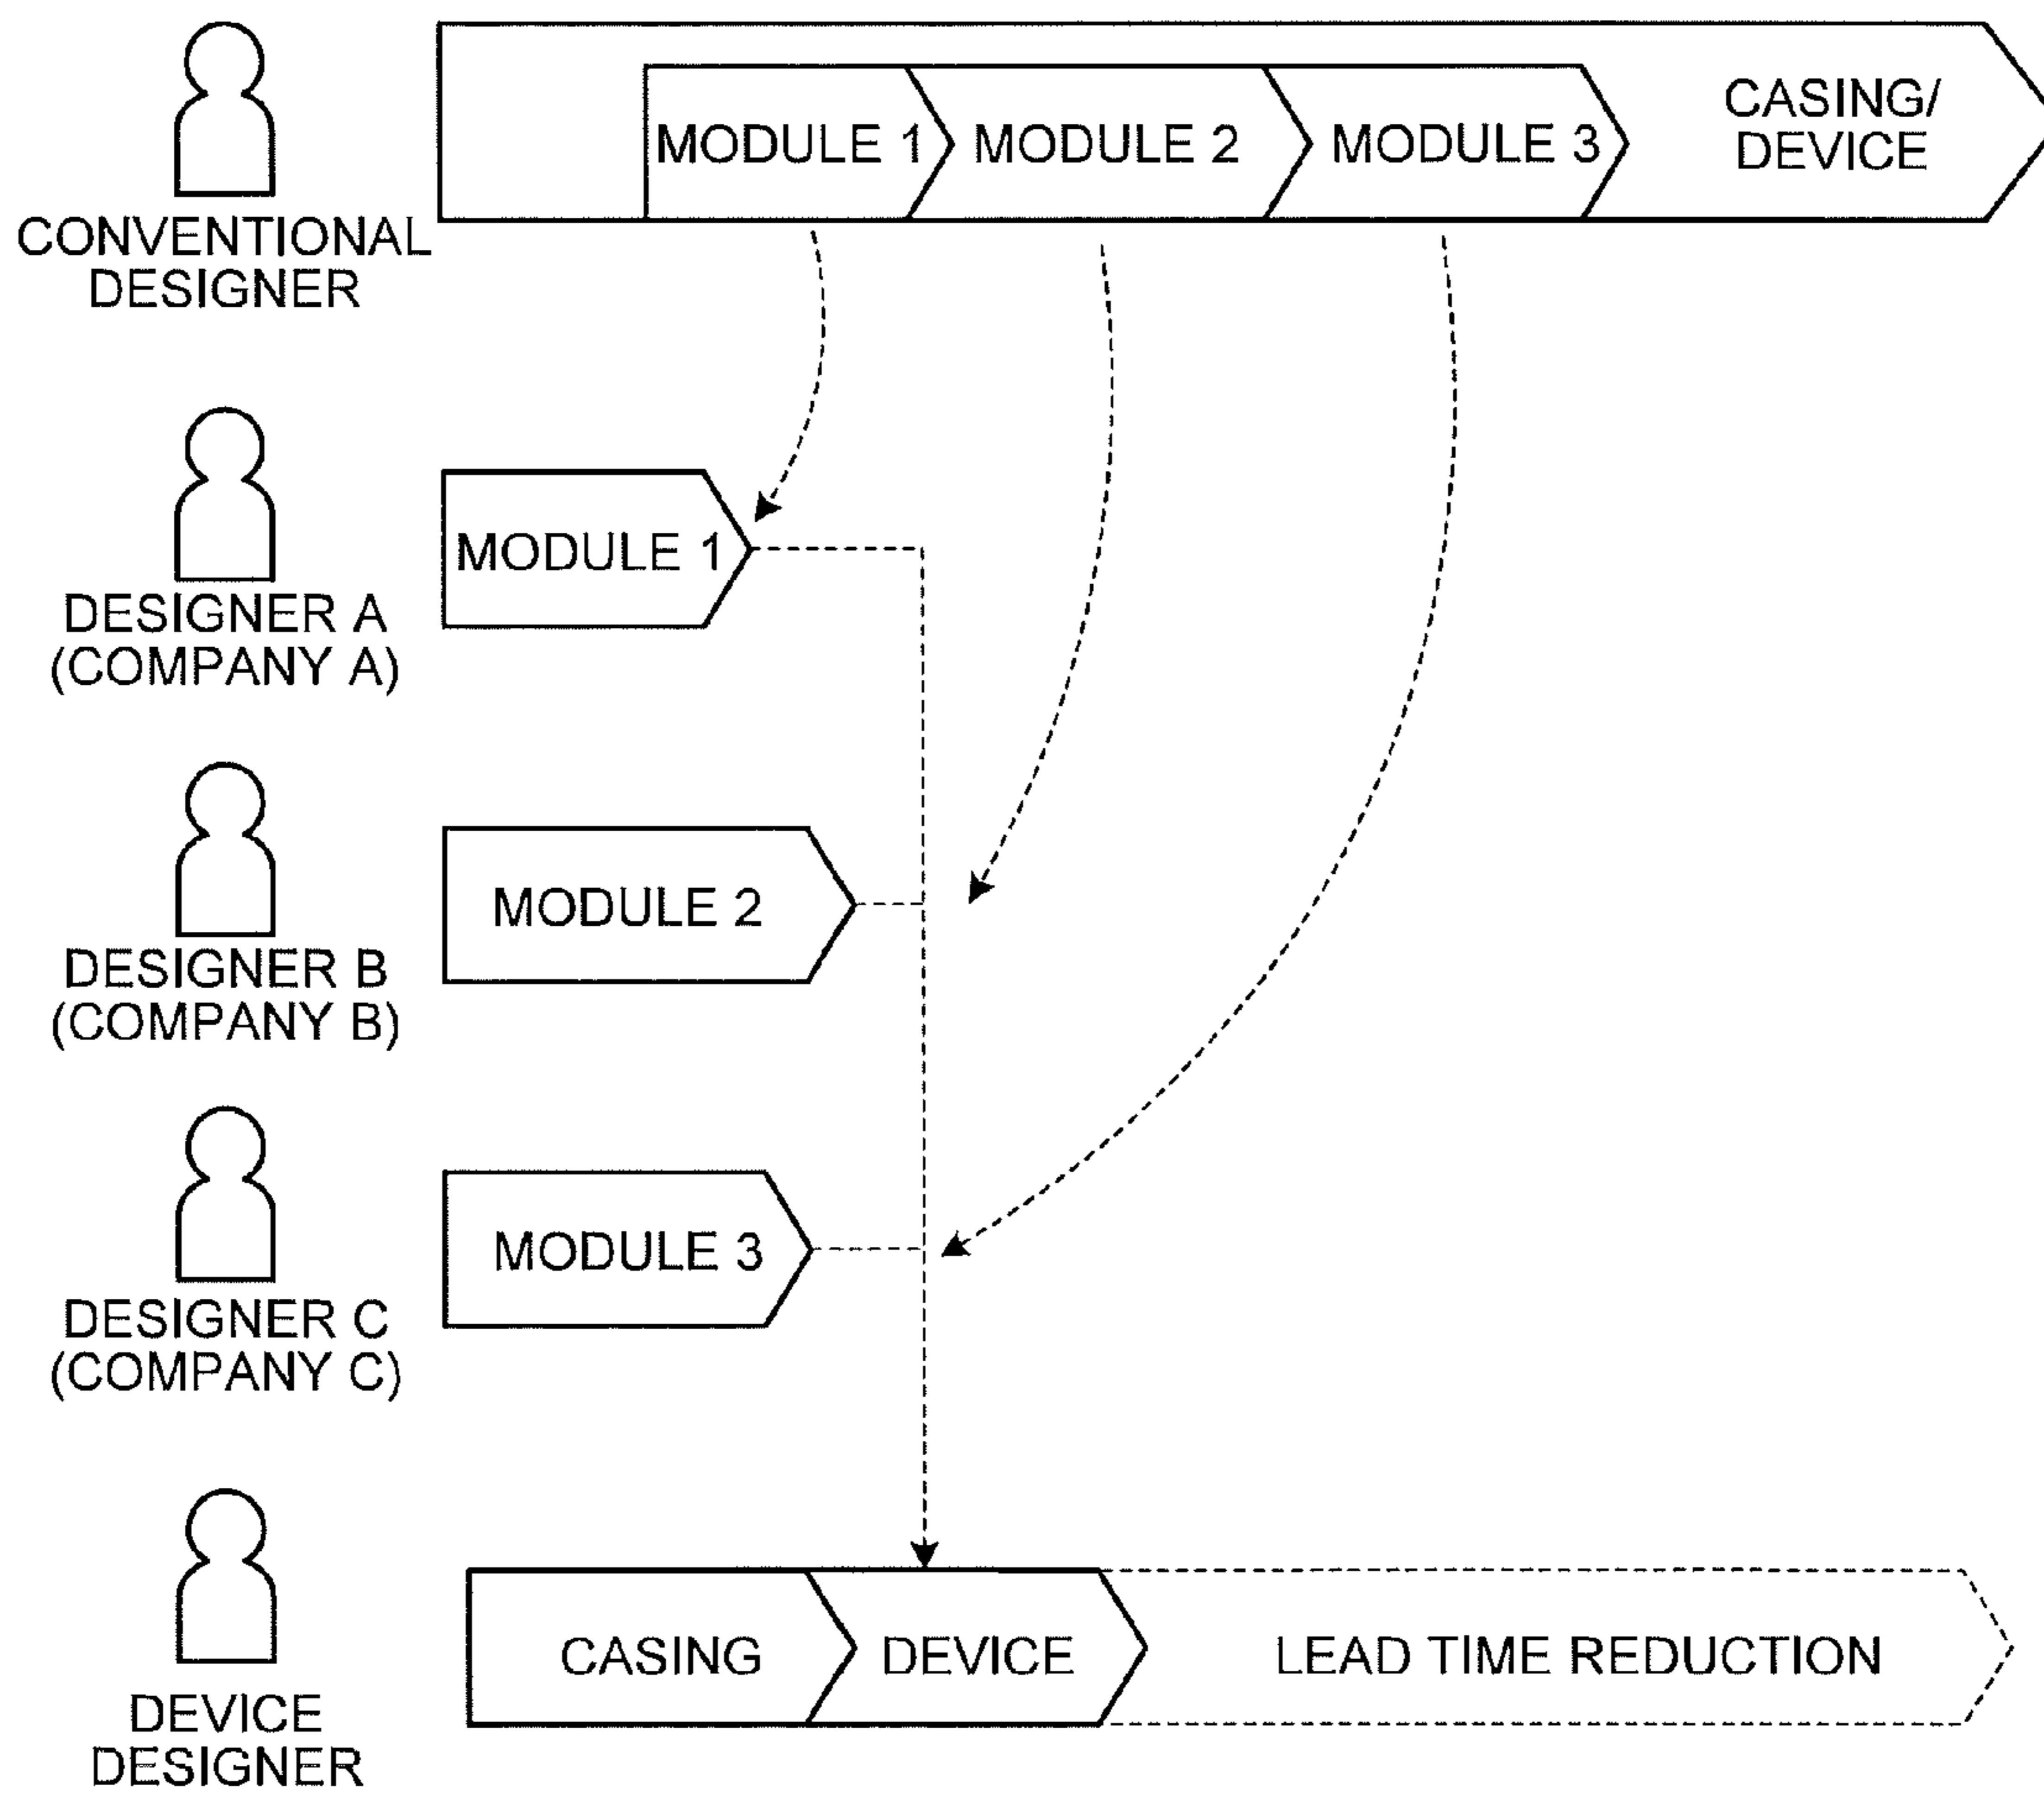 CASING/
DEVICE
MODULE 1
MODULE 2
MODULE 3
CONVENTIONAL
DESIGNER
MODULE 1
DESIGNER A
(COMPANY A)
MODULE 2
DESIGNER B
(COMPANY B)
MODULE 3
DESIGNER C
(COMPANY C)
CASING
DEVICE
LEAD TIME REDUCTION
DEVICE
DESIGNER